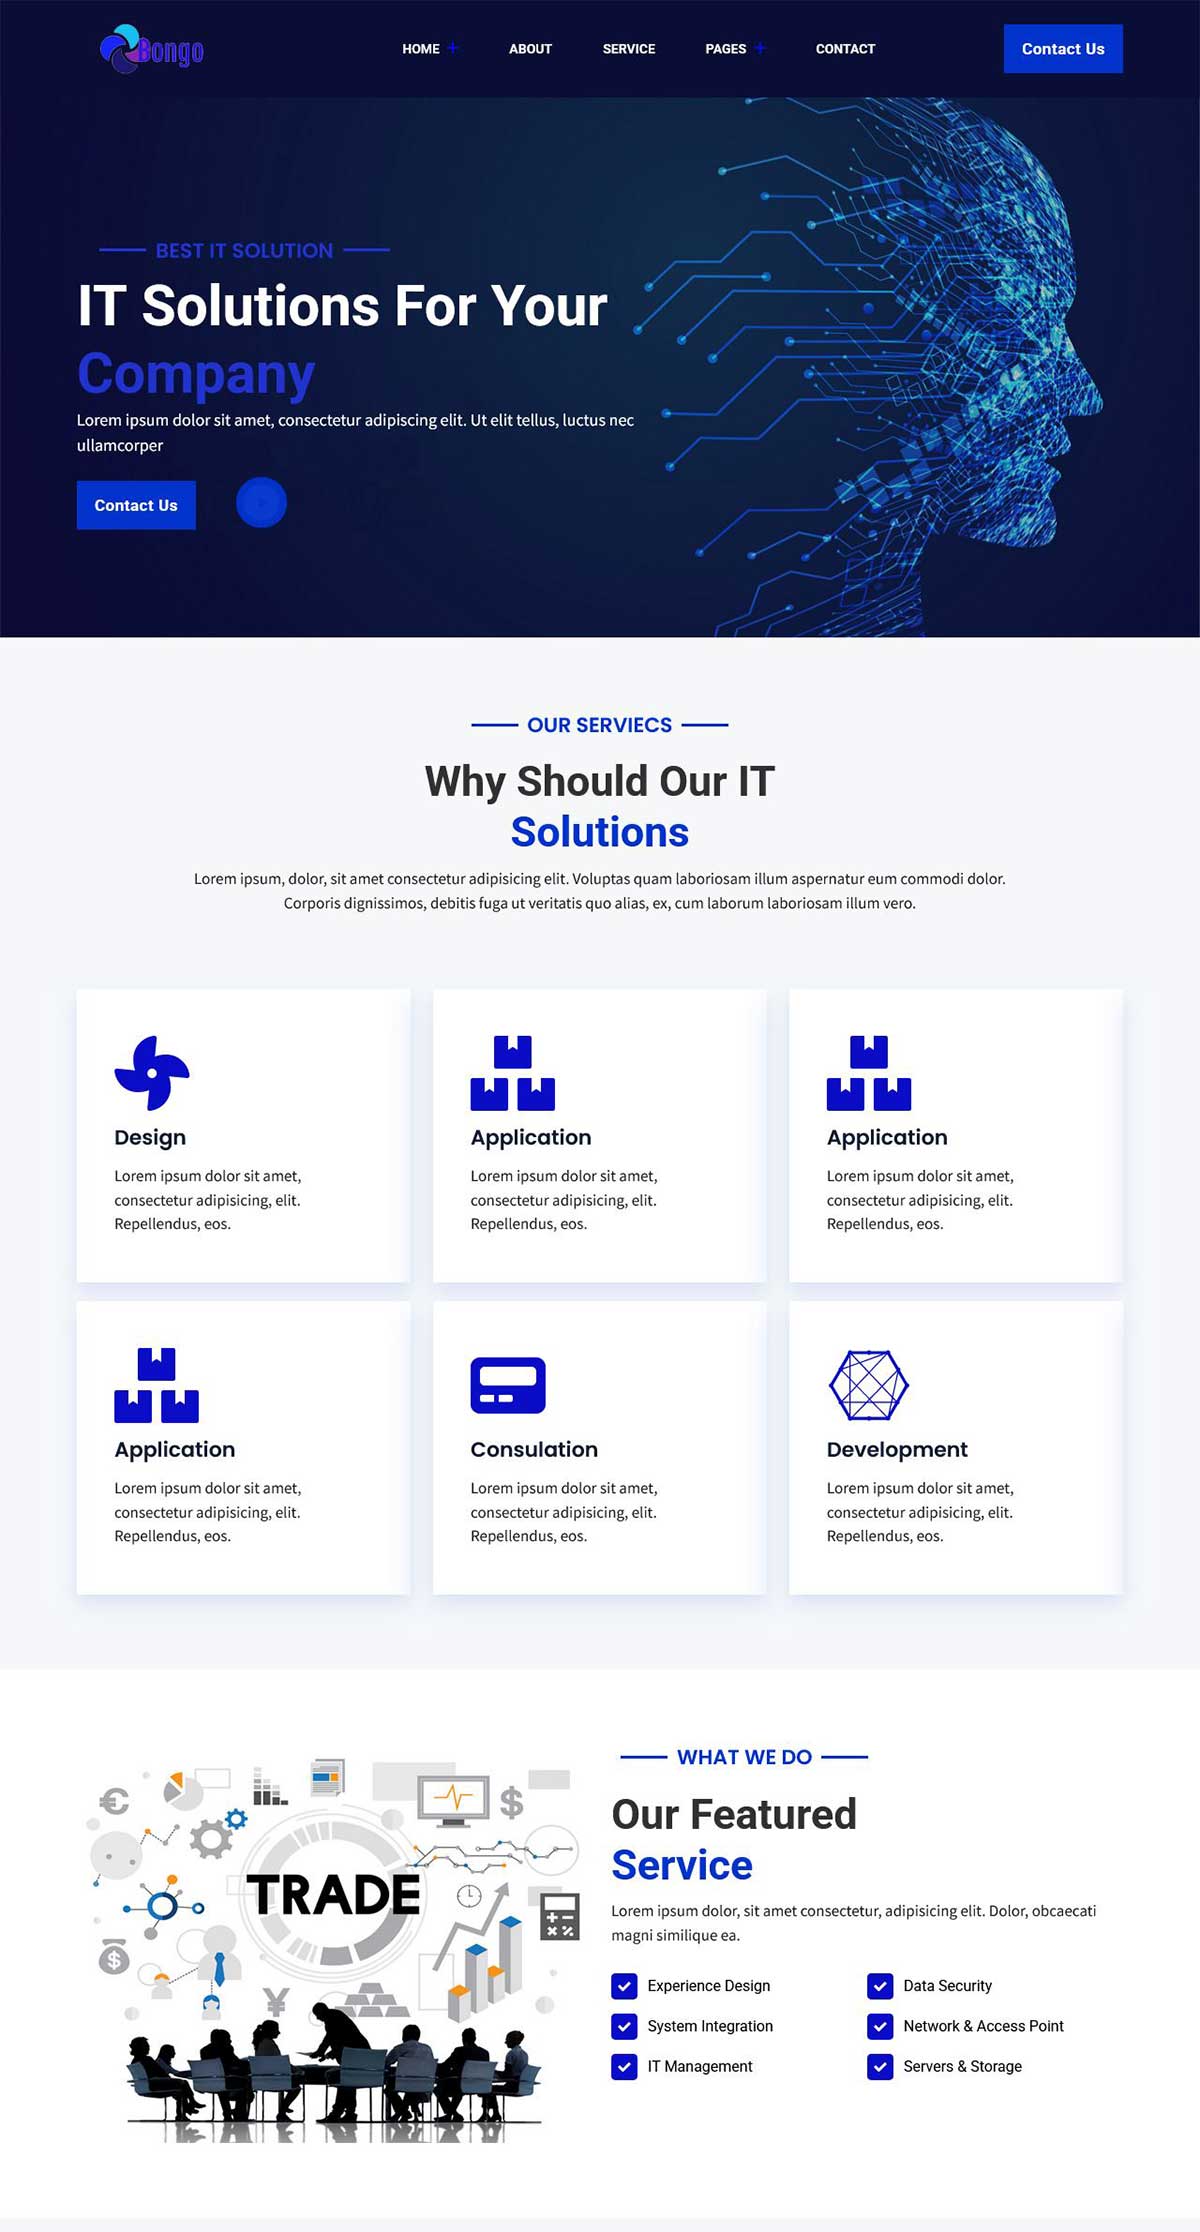 Bongo
HOME + ABOUT SERVICE PAGES + CONTACT
Contact Us
BEST IT SOLUTION
IT Solutions For Your
Company
Lorem ipsum dolor sit amet, consectetur adipiscing elit. Ut elit tellus, luctus nec
ullamcorper
Contact Us
OUR SERVIECS
Why Should Our IT
Solutions
Lorem ipsum, dolor, sit amet consectetur adipisicing elit. Voluptas quam laboriosam illum aspernatur eum commodi dolor.
Corporis dignissimos, debitis fuga ut veritatis quo alias, ex, cum laborum laboriosam illum vero.
Design
Lorem ipsum dolor sit amet,
consectetur adipisicing, elit.
Repellendus, eos.
Application
Lorem ipsum dolor sit amet,
consectetur adipisicing, elit.
Repellendus, eos.
Application
Lorem ipsum dolor sit amet,
consectetur adipisicing, elit.
Repellendus, eos.
Application
Lorem ipsum dolor sit amet,
consectetur adipisicing, elit.
Repellendus, eos.
Consulation
Lorem ipsum dolor sit amet,
consectetur adipisicing, elit.
Repellendus, eos.
Development
Lorem ipsum dolor sit amet,
consectetur adipisicing, elit.
Repellendus, eos.
TRADE
WHAT WE DO
Our Featured
Service
Lorem ipsum dolor, sit amet consectetur, adipisicing elit. Dolor, obcaecati
magni similique ea.
Experience Design
Data Security
System Integration
Network & Access Point
IT Management
Servers & Storage